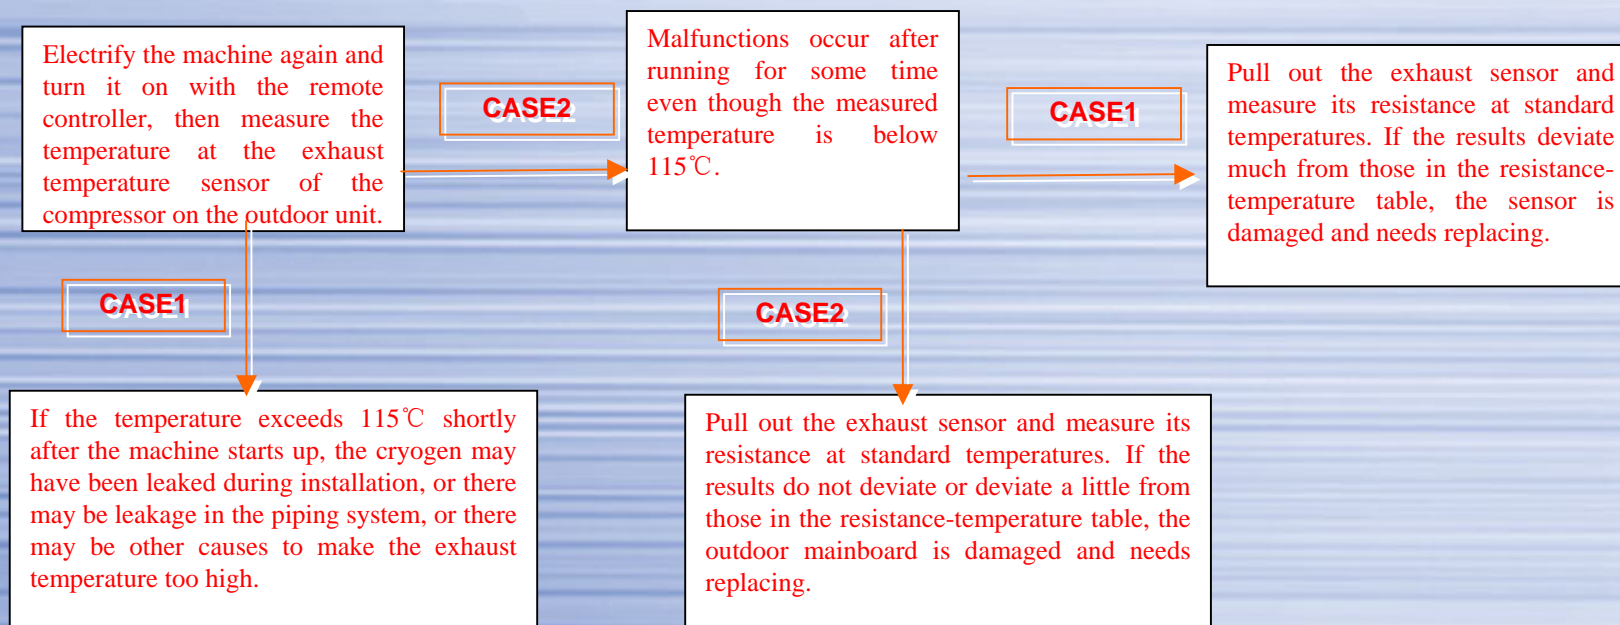 Electrify the machine again and
turn it on with the remote
controller, then measure the
temperature at the exhaust
temperature sensor of the
compressor on the outdoor unit.
CASE2
Malfunctions occur after
running for some time
even though the measured
temperature is below
115℃.
CASE1
Pull out the exhaust sensor and
measure its resistance at standard
temperatures. If the results deviate
much from those in the resistance-
temperature table, the sensor is
damaged and needs replacing.
CASE1
If the temperature exceeds 115℃ shortly
after the machine starts up, the cryogen may
have been leaked during installation, or there
may be leakage in the piping system, or there
may be other causes to make the exhaust
temperature too high.
CASE2
Pull out the exhaust sensor and measure its
resistance at standard temperatures. If the
results do not deviate or deviate a little from
those in the resistance-temperature table, the
outdoor mainboard is damaged and needs
replacing.